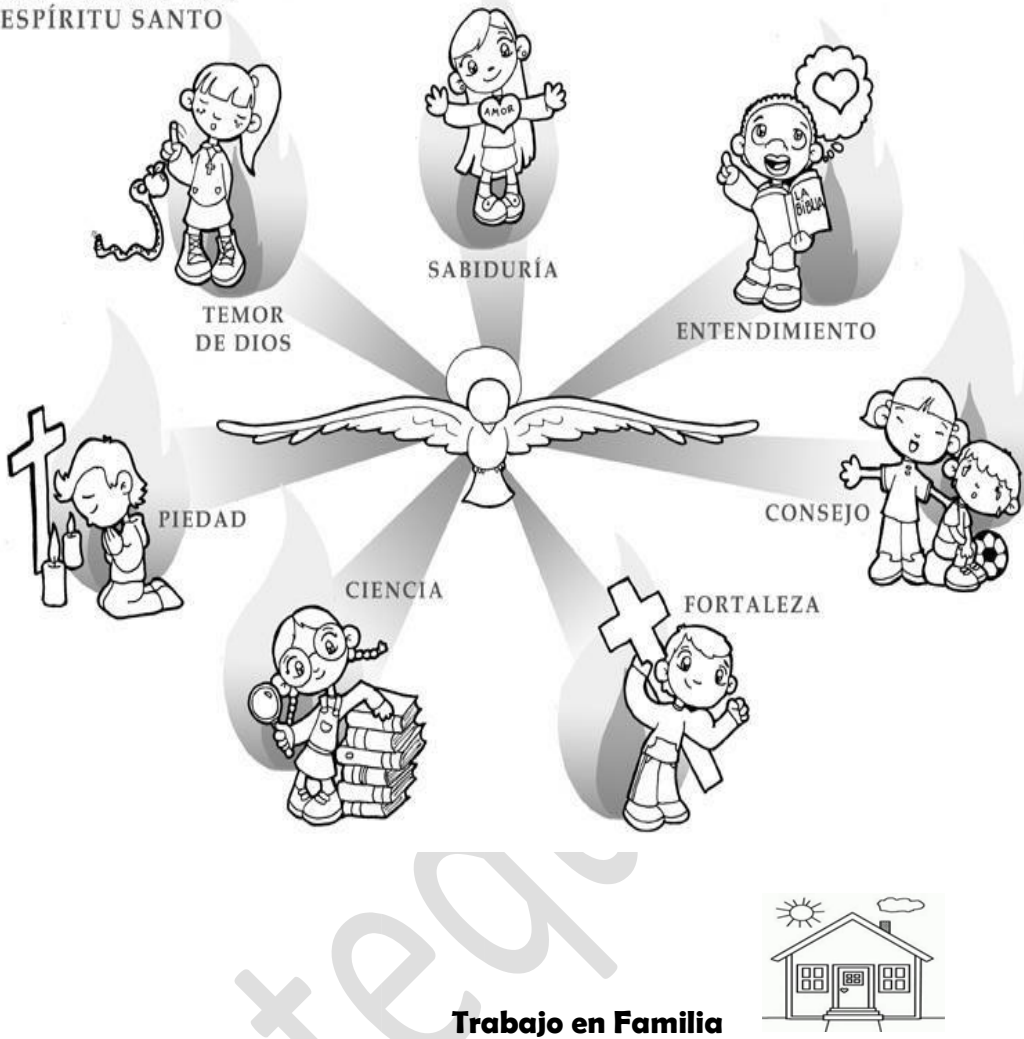 ESPÍRITU SANTO
AMOR
LA
BIBLIA
SABIDURÍA
TEMOR
DE DIOS
ENTENDIMIENTO
PIEDAD
CONSEJO
CIENCIA
FORTALEZA
Trabajo en Familia